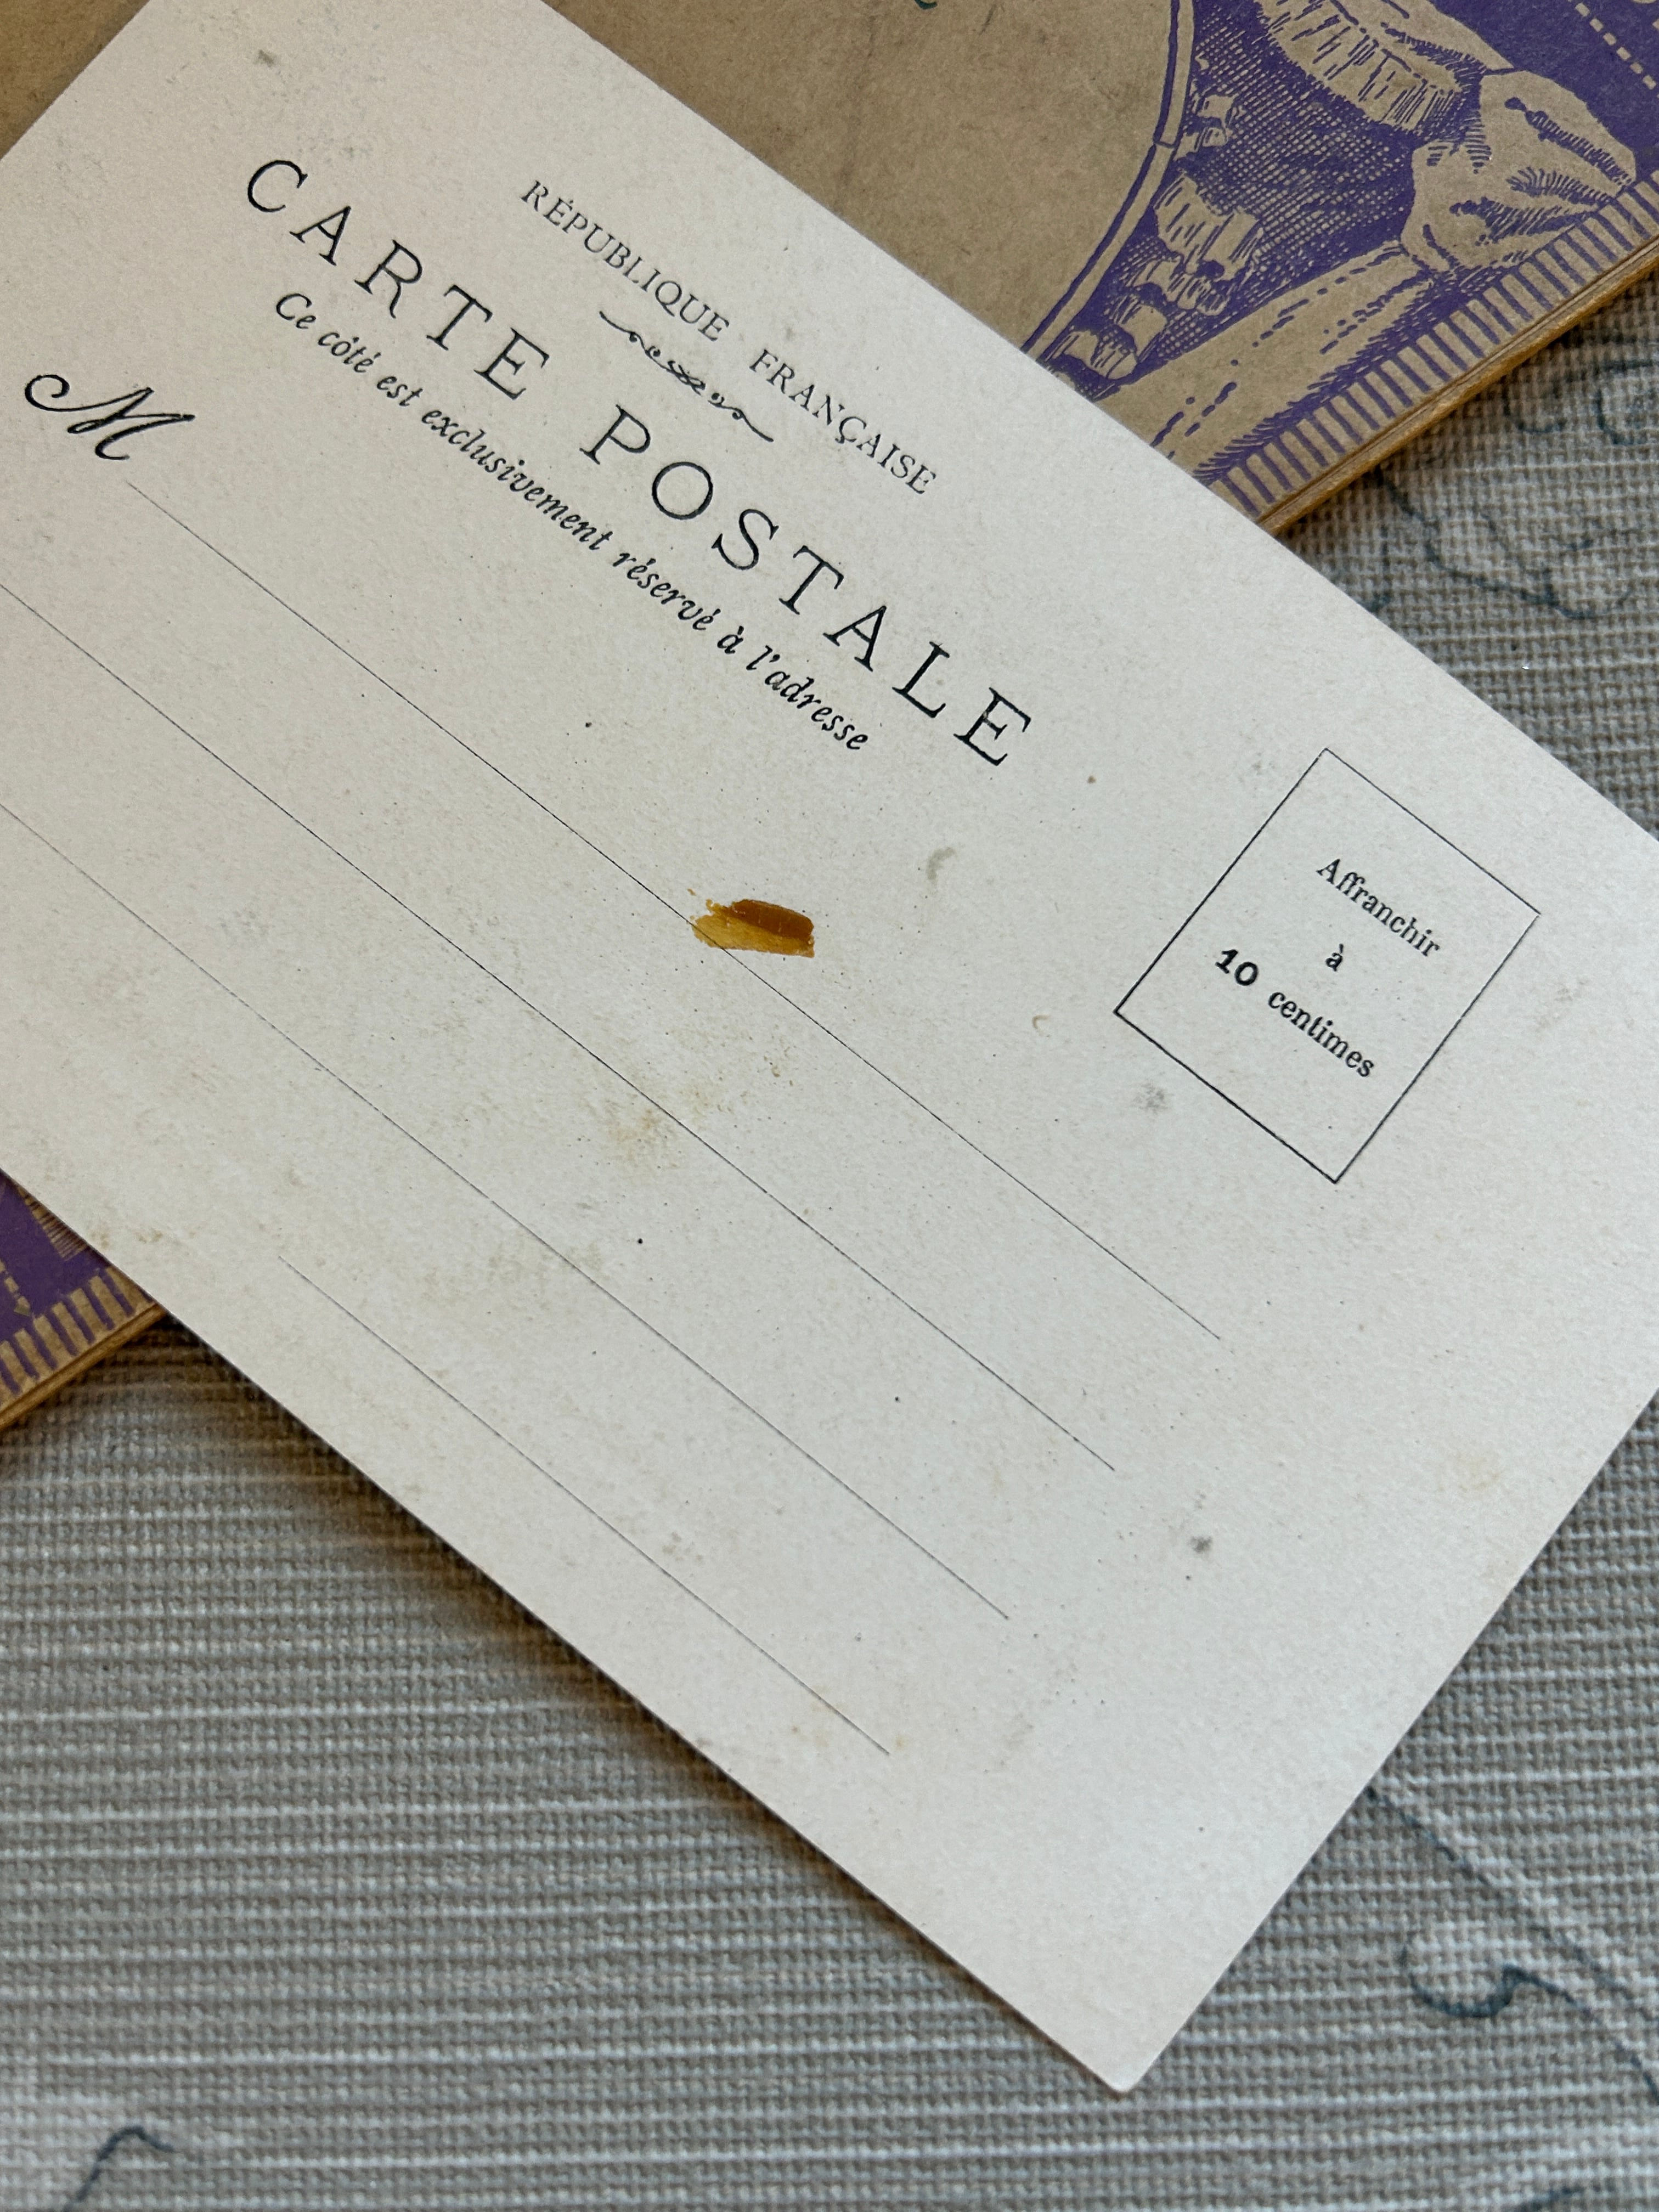 RÉPUBLIQUE FRANÇAISE
CARTE POSTALE
Ce côté est exclusivement réservé à l'adresse
M
Affranchir
à
10 centimes